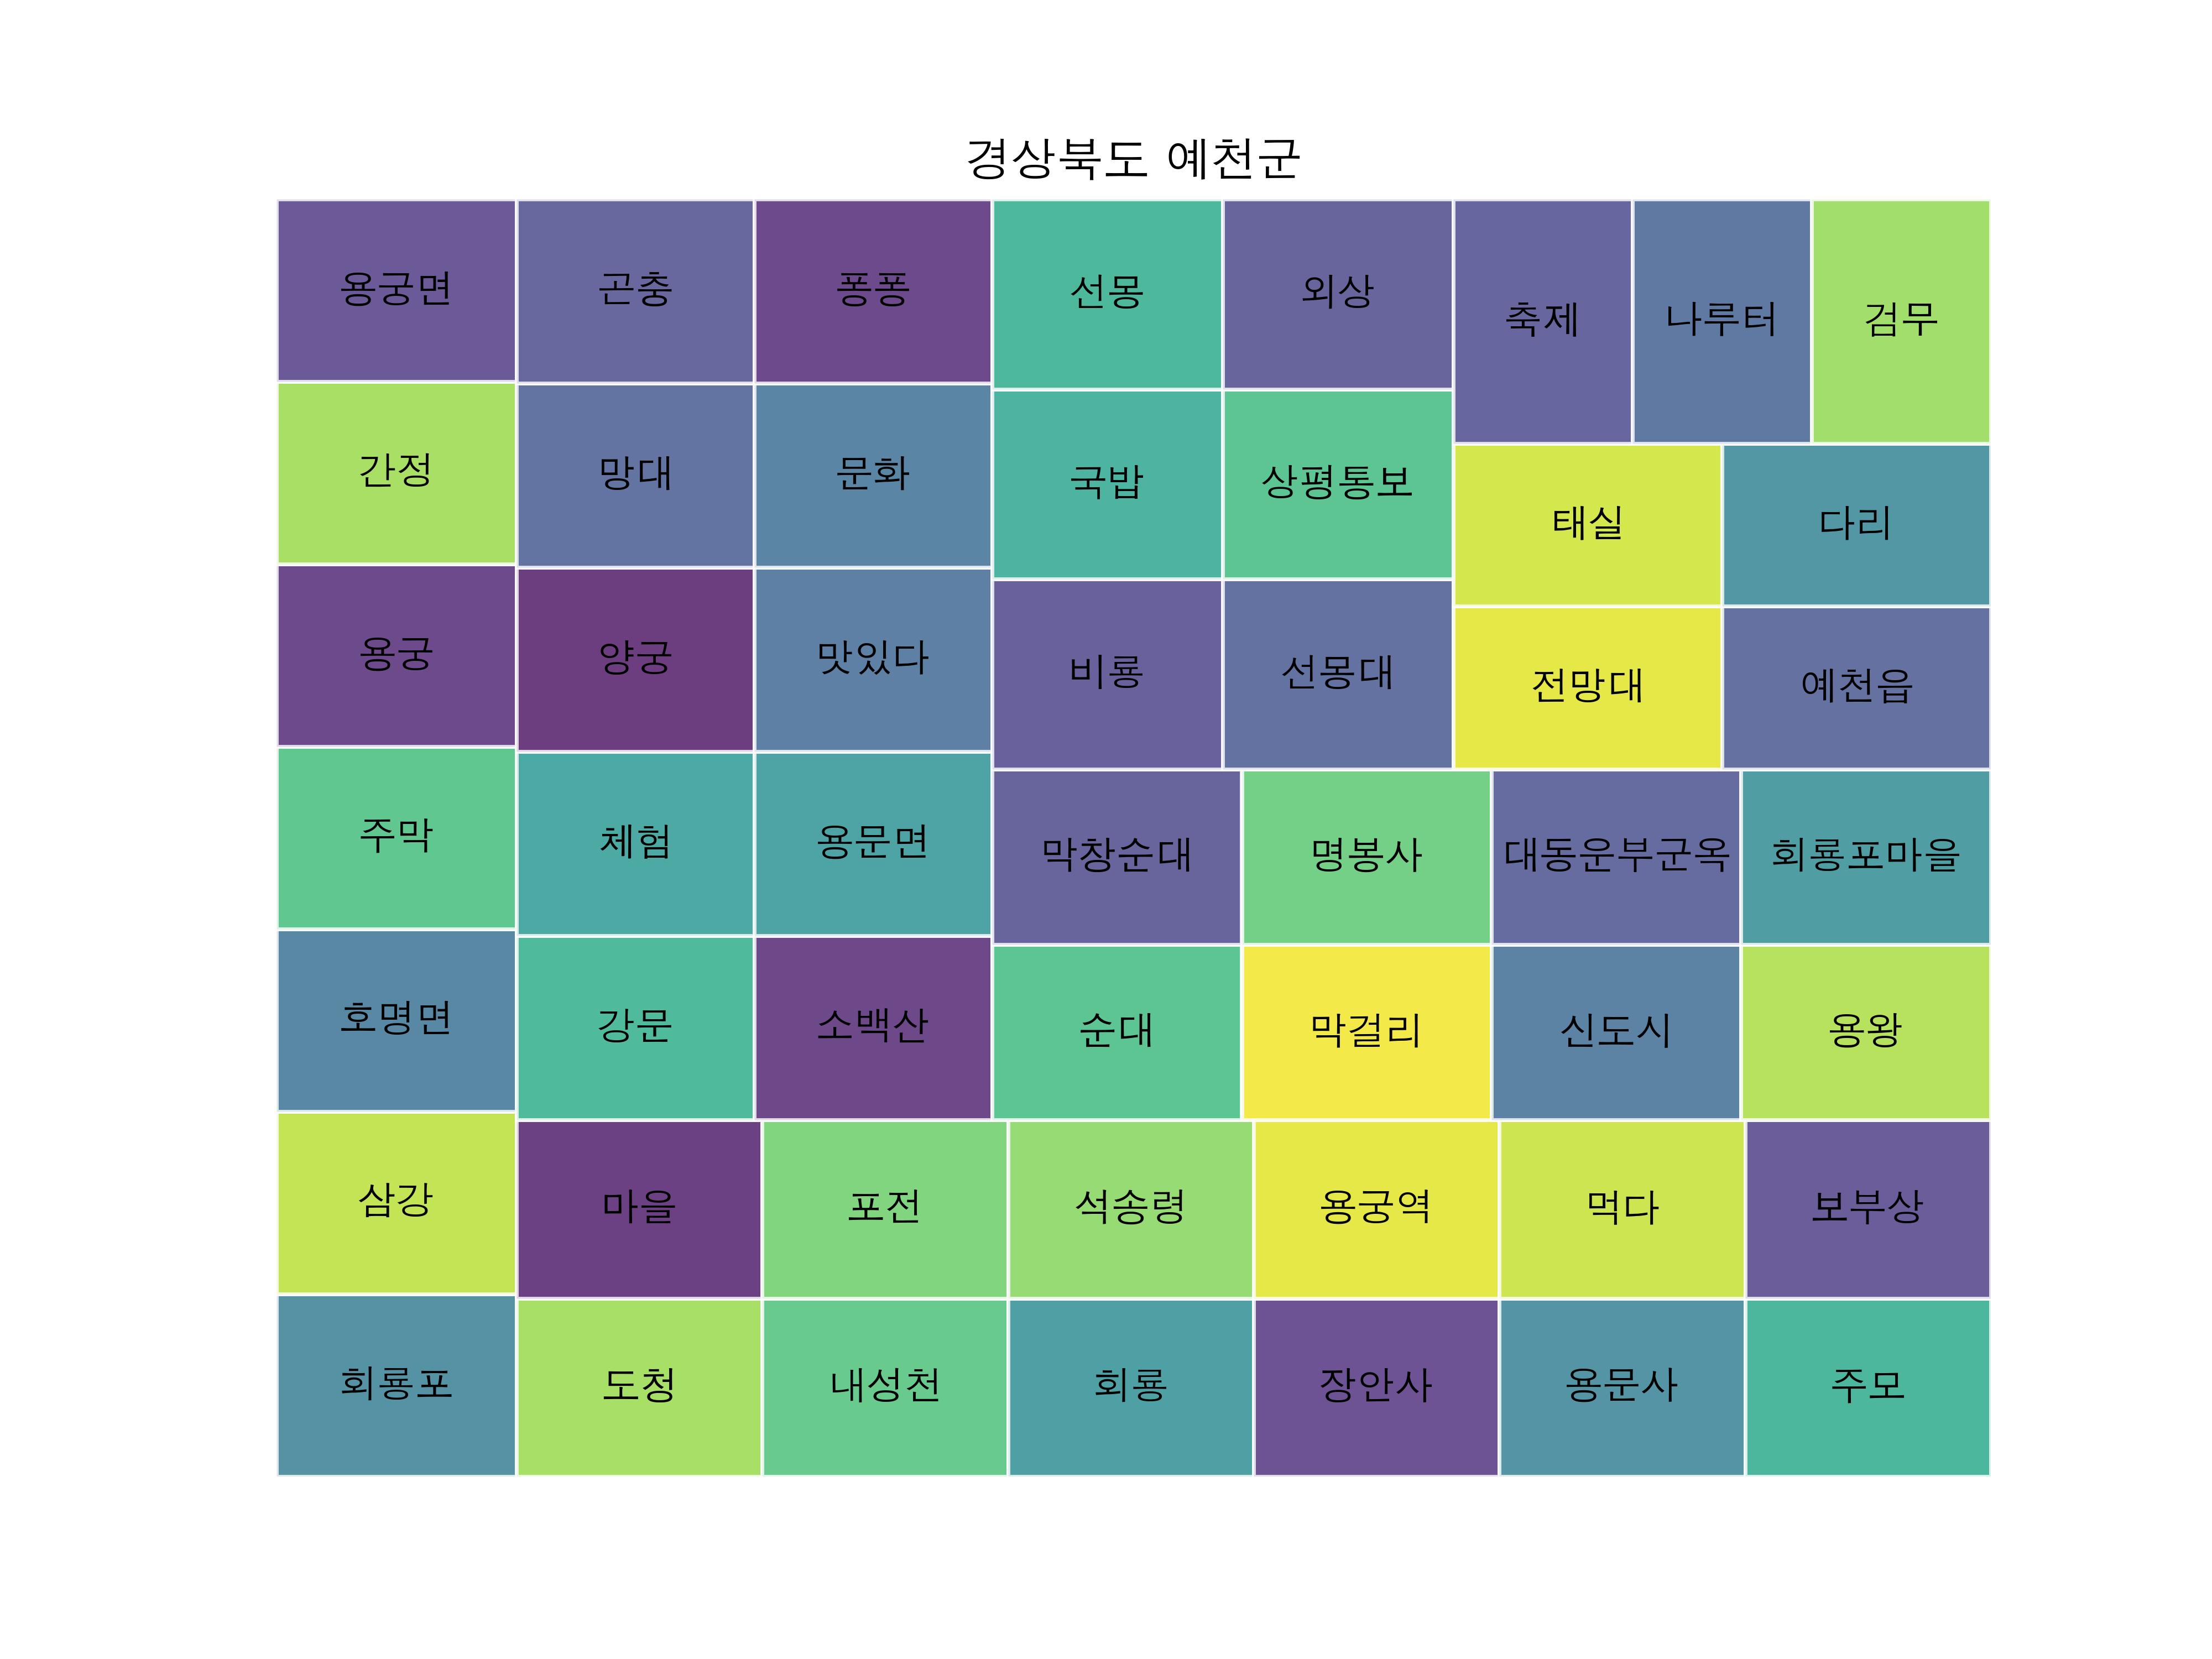 경상북도 예천군
용궁면 곤충 퐁퐁 선몽 외상 축제 나루터 검무
간정 망대 문화 국밥 상평통보 태실 다리
용궁 양궁 맛있다 비룡 선몽대 전망대 예천읍
주막 체험 용문면 막창순대 명봉사 대동운부군옥 회룡포마을
호명면 강문 소백산 순대 막걸리 신도시 용왕
삼강 마을 포전 석송령 용궁역 먹다 보부상
회룡포 도청 내성천 회룡 장안사 용문사 주모